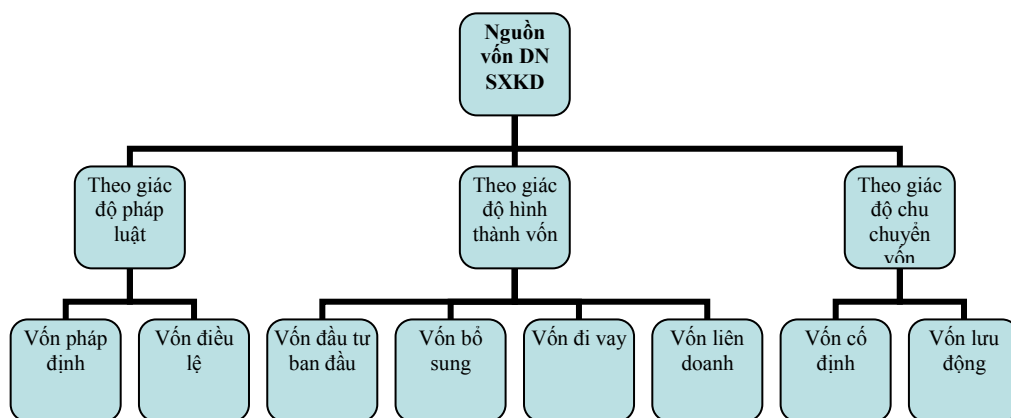 Nguồn
vốn DN
SXKD
Theo giác
độ pháp
luật
Theo giác
độ hình
thành vốn
Theo giác
độ chu
chuyển
vốn
Vốn pháp
định
Vốn điều
lệ
Vốn đầu tư
ban đầu
Vốn bổ
sung
Vốn đi vay
Vốn liên
doanh
Vốn cố
định
Vốn lưu
động